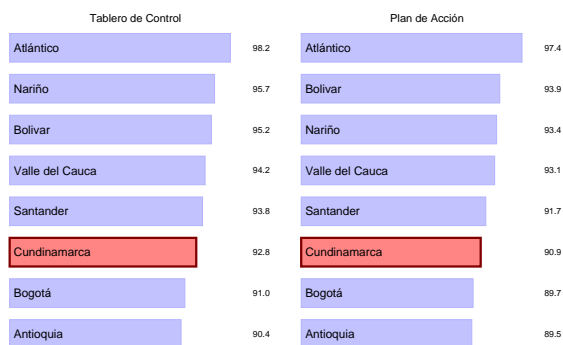 Tablero de Control
Atlántico 98.2
Nariño 95.7
Bolivar 95.2
Valle del Cauca 94.2
Santander 93.8
Cundinamarca 92.8
Bogotá 91.0
Antioquia 90.4
Plan de Acción
Atlántico 97.4
Bolivar 93.9
Nariño 93.4
Valle del Cauca 93.1
Santander 91.7
Cundinamarca 90.9
Bogotá 89.7
Antioquia 89.5